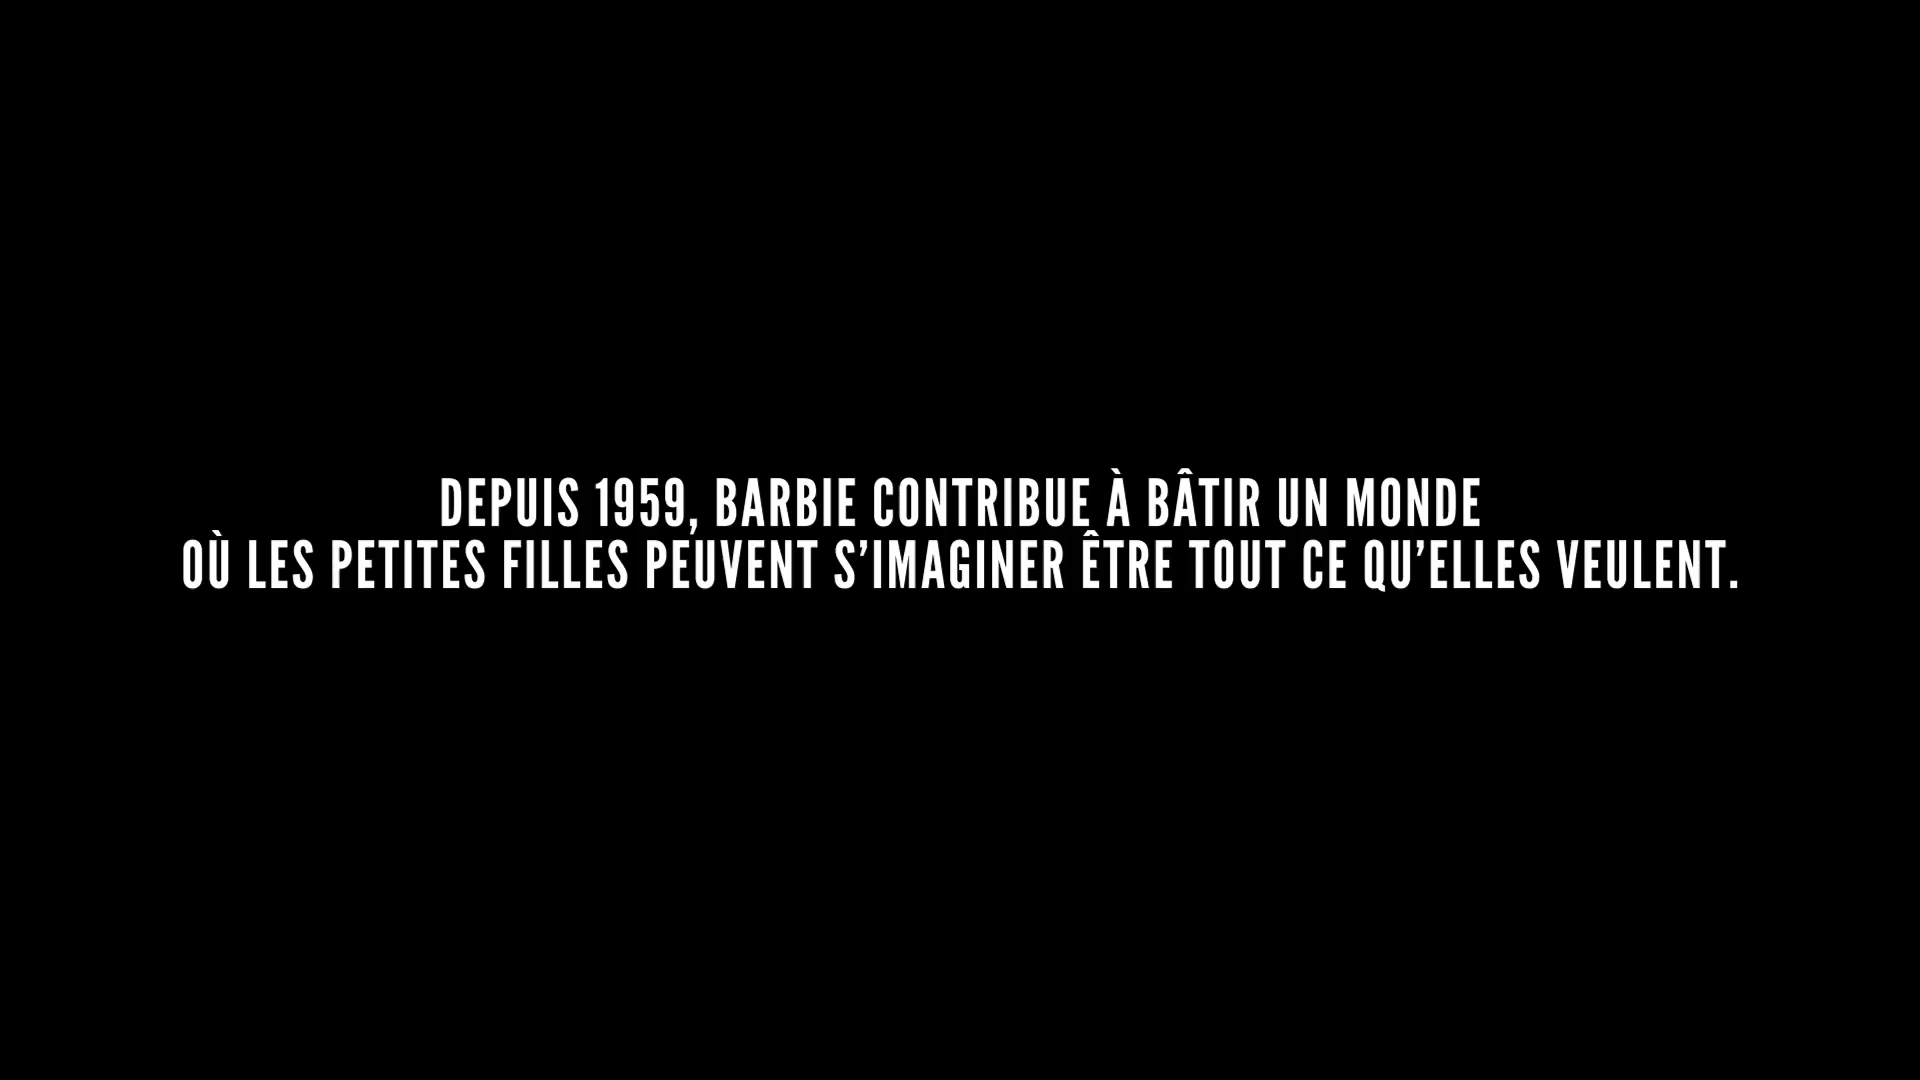 DEPUIS 1959, BARBIE CONTRIBUE À BÂTIR UN MONDE
OÙ LES PETITES FILLES PEUVENT S’IMAGINER ÊTRE TOUT CE QU’ELLES VEULENT.